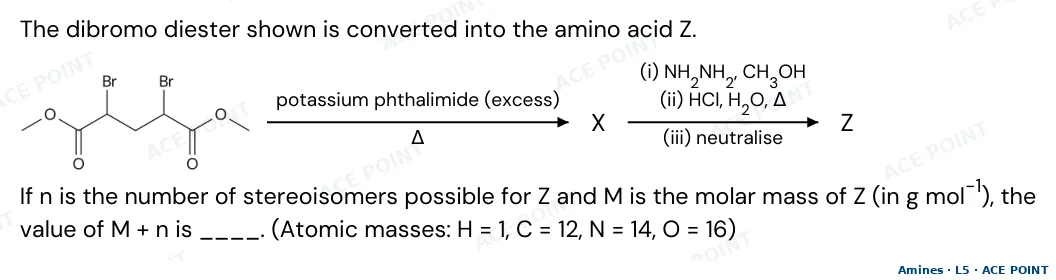 The dibromo diester shown is converted into the amino acid Z.
Br Br
O O
O O
potassium phthalimide (excess)
Δ
X
(i) NH₂NH₂, CH₃OH
(ii) HCl, H₂O, Δ
(iii) neutralise
Z
If n is the number of stereoisomers possible for Z and M is the molar mass of Z (in g mol⁻¹), the
value of M + n is ____. (Atomic masses: H = 1, C = 12, N = 14, O = 16)
Amines · L5 · ACE POINT
ACE POINT